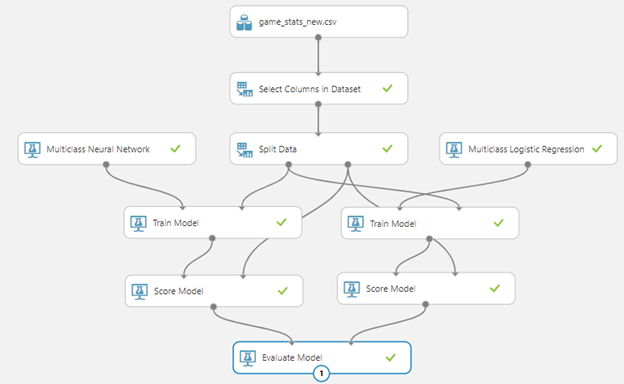 game_stats_new.csv
Select Columns in Dataset
Multiclass Neural Network
Split Data
Multiclass Logistic Regression
Train Model
Train Model
Score Model
Score Model
Evaluate Model
1